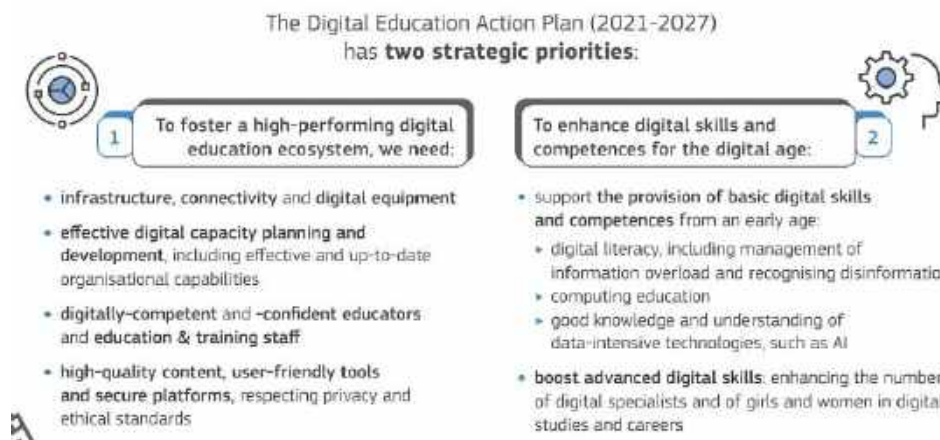 The Digital Education Action Plan (2021-2027)
has two strategic priorities:
1
To foster a high-performing digital
education ecosystem, we need:
• infrastructure, connectivity and digital equipment
• effective digital capacity planning and
development, including effective and up-to-date
organisational capabilities
• digitally-competent and -confident educators
and education & training staff
• high-quality content, user-friendly tools
and secure platforms, respecting privacy and
ethical standards
To enhance digital skills and
competences for the digital age:
2
• support the provision of basic digital skills
and competences from an early age:
▸ digital literacy, including management of
information overload and recognising disinformatio
▸ computing education
▸ good knowledge and understanding of
data-intensive technologies, such as AI
• boost advanced digital skills: enhancing the number
of digital specialists and of girls and women in digital
studies and careers